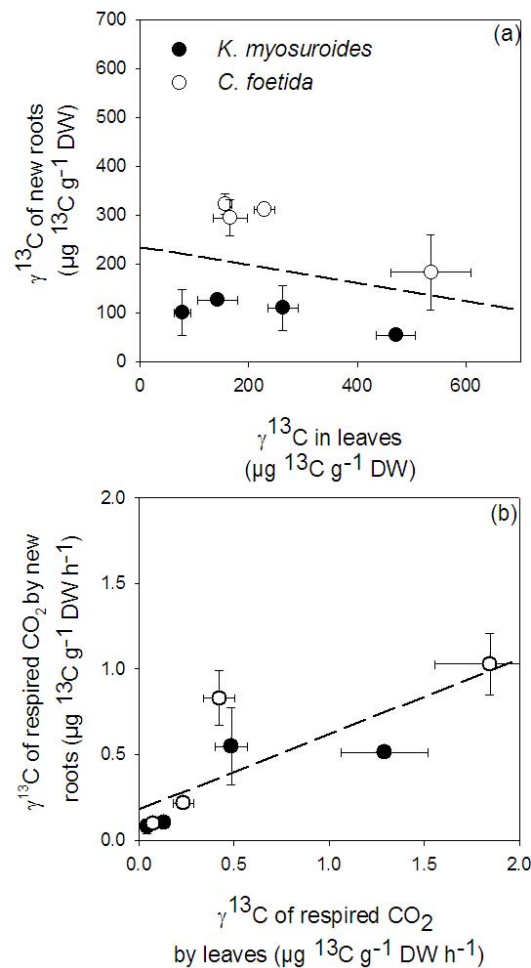 (a)
K. myosuroides
C. foetida
γ¹³C of new roots
(µg ¹³C g⁻¹ DW)
700
600
500
400
300
200
100
0
0 200 400 600
γ¹³C in leaves
(µg ¹³C g⁻¹ DW)
(b)
γ¹³C of respired CO₂ by new
roots (µg ¹³C g⁻¹ DW h⁻¹)
2.0
1.5
1.0
0.5
0.0
0.0 0.5 1.0 1.5 2.0
γ¹³C of respired CO₂
by leaves (µg ¹³C g⁻¹ DW h⁻¹)